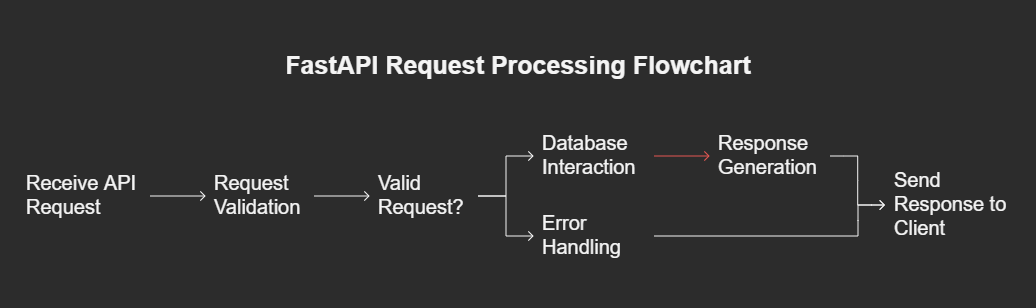 FastAPI Request Processing Flowchart
Receive API
Request
Request
Validation
Valid
Request?
Database
Interaction
Response
Generation
Error
Handling
Send
Response to
Client